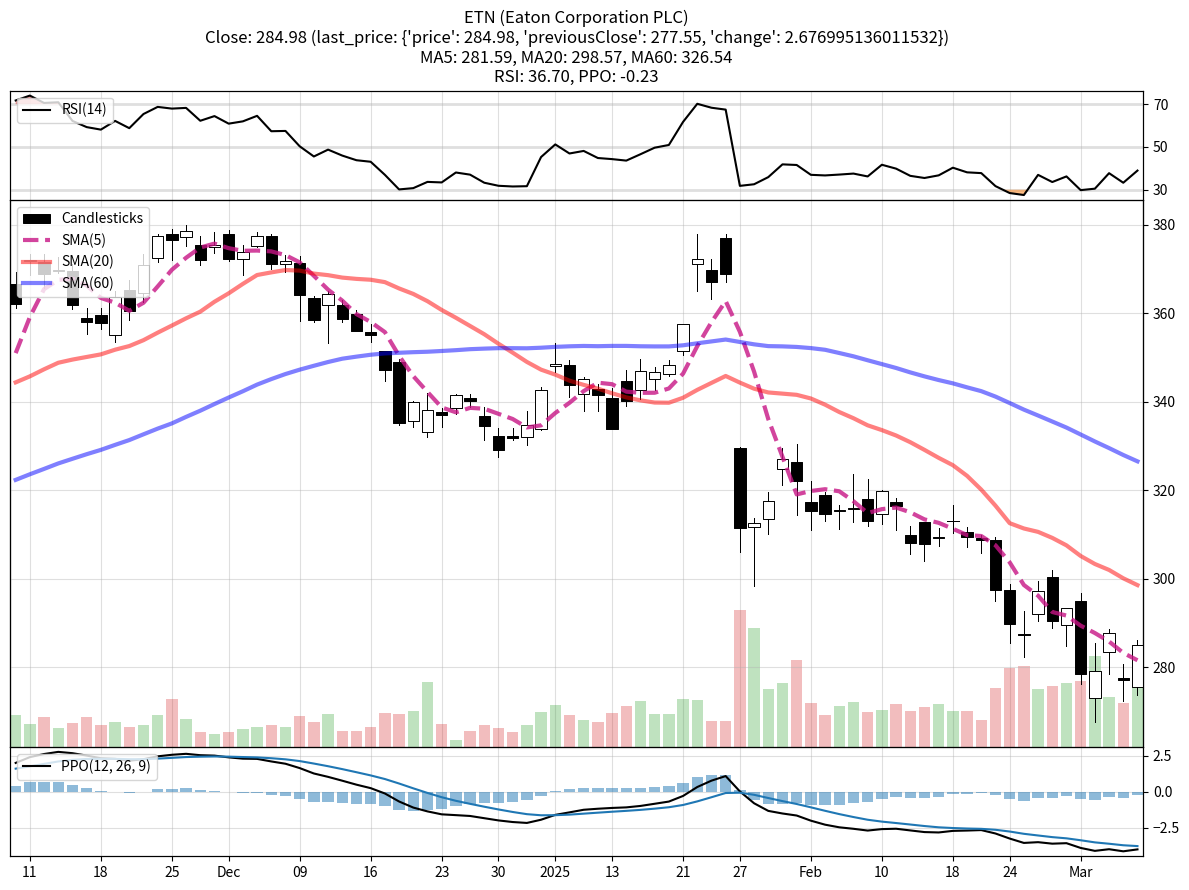 ETN (Eaton Corporation PLC)
Close: 284.98 (last_price: {'price': 284.98, 'previousClose': 277.55, 'change': 2.676995136011532})
MA5: 281.59, MA20: 298.57, MA60: 326.54
RSI: 36.70, PPO: -0.23
RSI(14)
70
50
30
Candlesticks
SMA(5)
SMA(20)
SMA(60)
380
360
340
320
300
280
PPO(12, 26, 9)
2.5
0.0
−2.5
11 18 25 Dec 09 16 23 30 2025 13 21 27 Feb 10 18 24 Mar